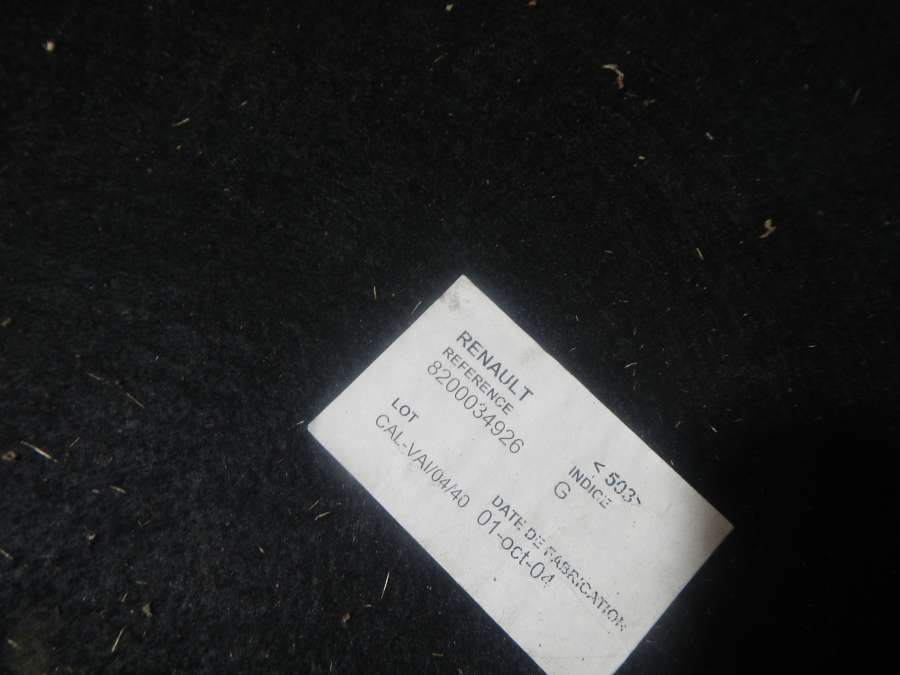 RENAULT < 503>
REFERENCE INDICE
8200034926 G
LOT DATE DE FABRICATION
CAL-VAI/04/40 01-oct-04